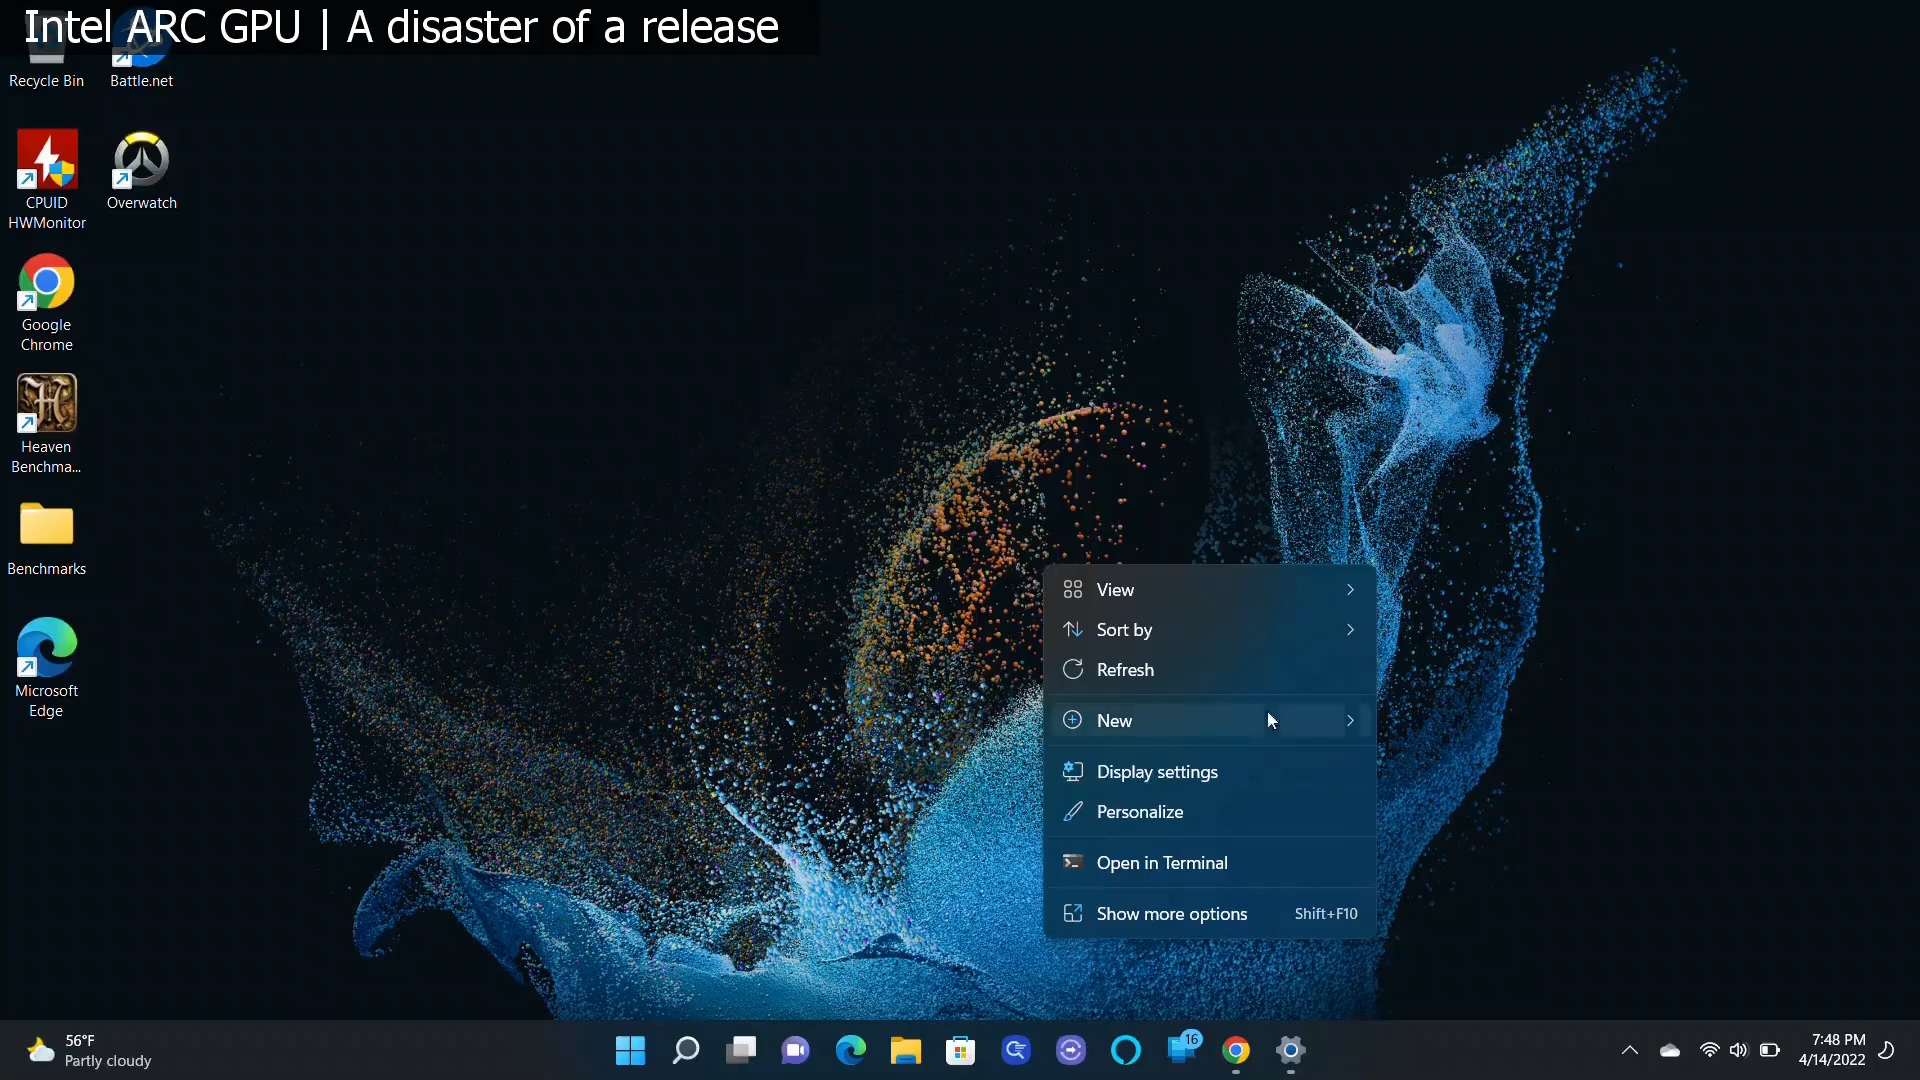 Intel ARC GPU | A disaster of a release
Recycle Bin
Battle.net
CPUID
HWMonitor
Overwatch
Google
Chrome
Heaven
Benchma...
Benchmarks
Microsoft
Edge
View
Sort by
Refresh
New
Display settings
Personalize
Open in Terminal
Show more options Shift+F10
56°F
Partly cloudy
16
7:48 PM
4/14/2022